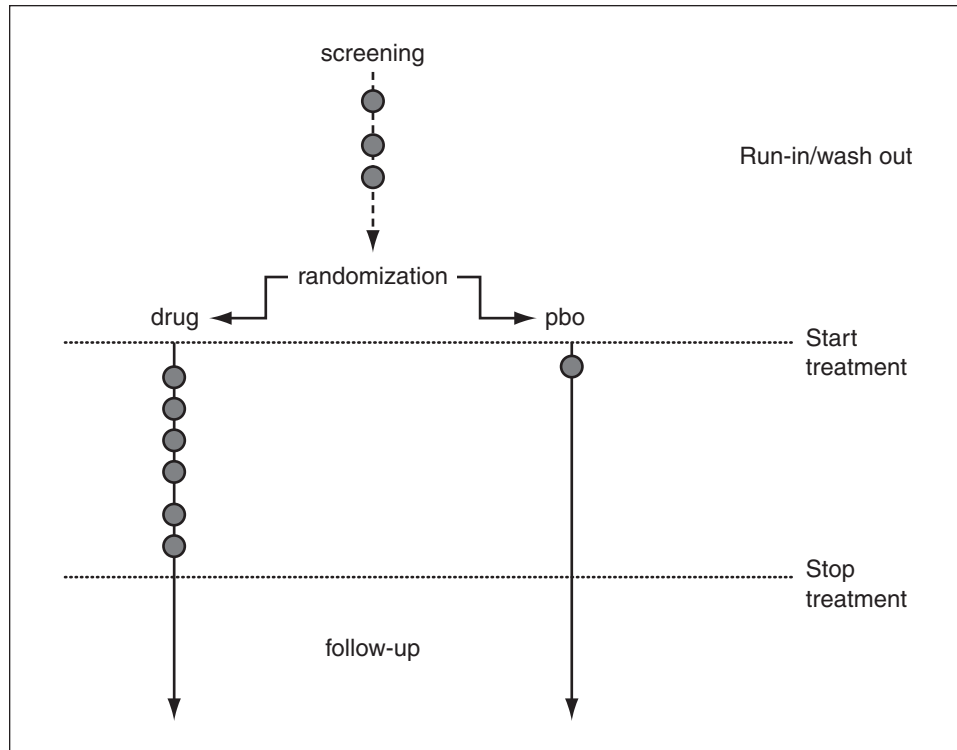 screening
Run-in/wash out
randomization
drug
pbo
Start
treatment
Stop
treatment
follow-up